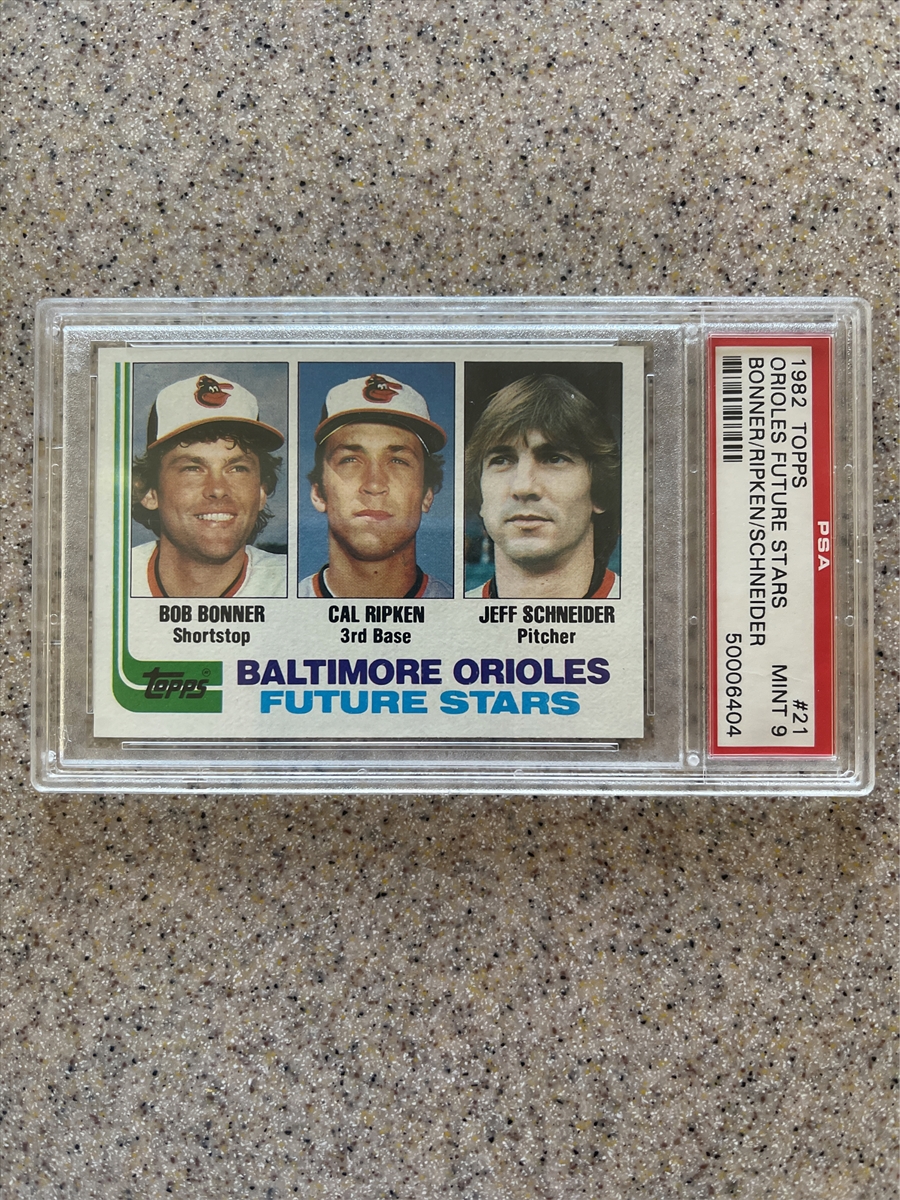 BOB BONNER
Shortstop
CAL RIPKEN
3rd Base
JEFF SCHNEIDER
Pitcher
Topps
BALTIMORE ORIOLES
FUTURE STARS
PSA
1982 TOPPS #21
ORIOLES FUTURE STARS MINT 9
BONNER/RIPKEN/SCHNEIDER
50006404